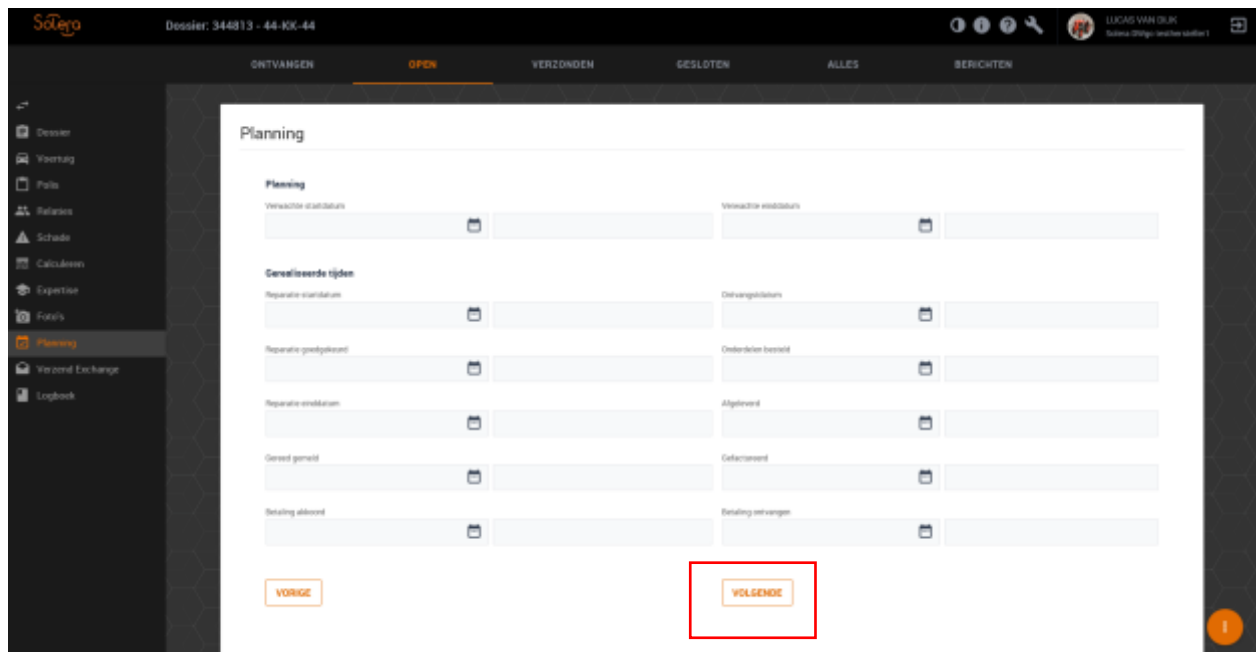 Solera
Dossier: 344813 - 44-KK-44
LUCAS VAN DIJK
ONTVANGEN OPEN VERZONDEN GESLOTEN ALLES BERICHTEN
Dossier
Voertuig
Polis
Relaties
Schade
Calculeren
Expertise
Foto's
Planning
Verzend Exchange
Logboek
Planning
Planning
Verwachte startdatum Verwachte einddatum
Gerealiseerde tijden
Reparatie startdatum Ontvangstdatum
Reparatie goedgekeurd Onderdelen besteld
Reparatie einddatum Afgeleverd
Gereed gemeld Gefactureerd
Betaling akkoord Betaling ontvangen
VORIGE VOLGENDE